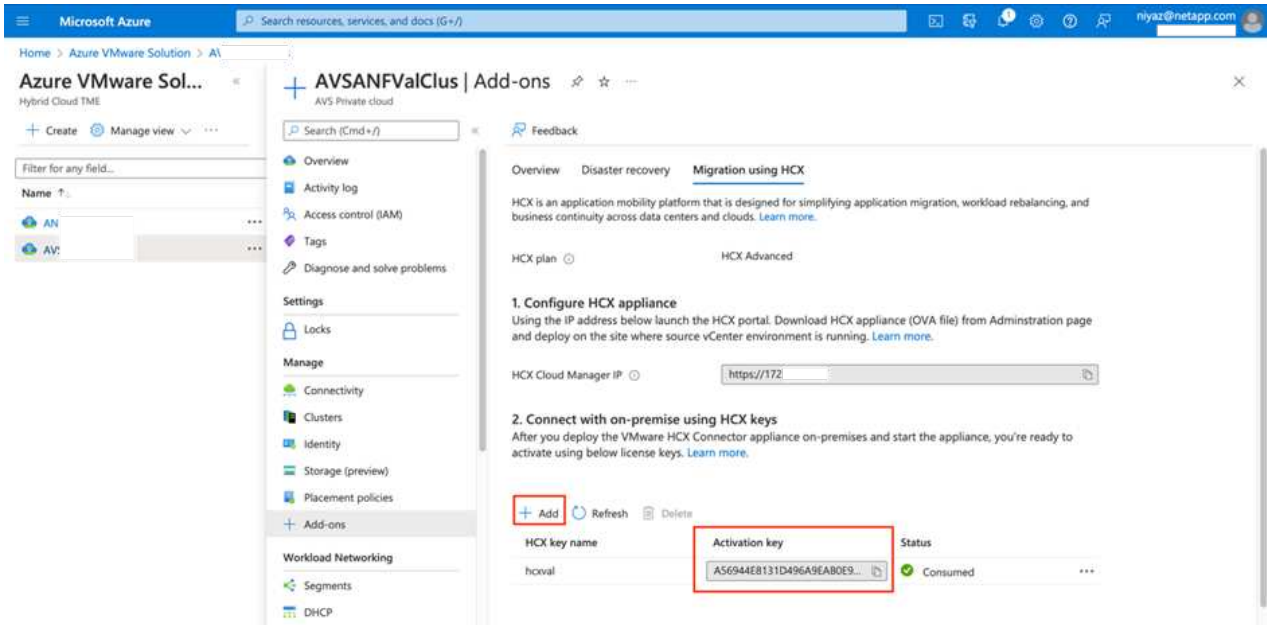 Microsoft Azure
Search resources, services, and docs (G+/)
1
niyaz@netapp.com
Home > Azure VMware Solution >
Azure VMware Sol...
Hybrid Cloud TME
+ Create
Manage view
...
Filter for any field...
Name ↑↓
AN
...
AVS
...
AVSANFValClus | Add-ons
...
AVS Private cloud
Search (Cmd+/)
Overview
Activity log
Access control (IAM)
Tags
Diagnose and solve problems
Settings
Locks
Manage
Connectivity
Clusters
Identity
Storage (preview)
Placement policies
Add-ons
Workload Networking
Segments
DHCP
Feedback
Overview
Disaster recovery
Migration using HCX
HCX is an application mobility platform that is designed for simplifying application migration, workload rebalancing, and
business continuity across data centers and clouds. Learn more.
HCX plan
HCX Advanced
1. Configure HCX appliance
Using the IP address below launch the HCX portal. Download HCX appliance (OVA file) from Adminstration page
and deploy on the site where source vCenter environment is running. Learn more.
HCX Cloud Manager IP
https://172
2. Connect with on-premise using HCX keys
After you deploy the VMware HCX Connector appliance on-premises and start the appliance, you're ready to
activate using below license keys. Learn more.
+ Add
Refresh
Delete
HCX key name
Activation key
Status
hcxval
A56944E8131D496A9EAB0E9...
Consumed
...